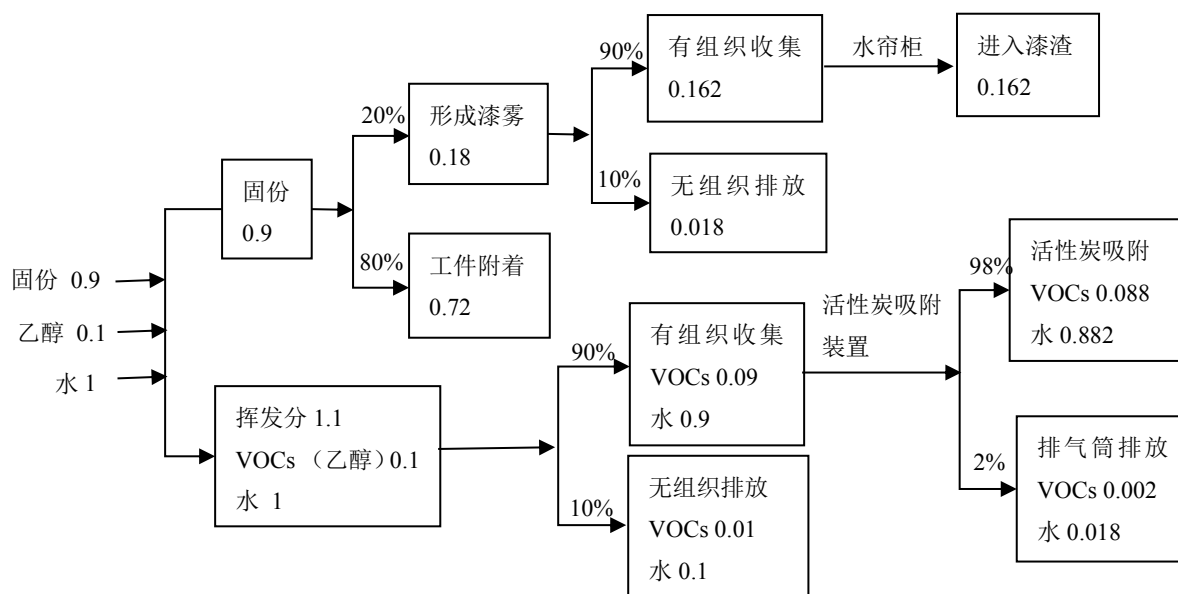 固份 0.9
乙醇 0.1
水 1
固份
0.9
挥发分 1.1
VOCs （乙醇）0.1
水 1
20%
形成漆雾
0.18
80%
工件附着
0.72
90%
有组织收集
0.162
水帘柜
进入漆渣
0.162
10%
无组织排放
0.018
90%
有组织收集
VOCs 0.09
水 0.9
10%
无组织排放
VOCs 0.01
水 0.1
活性炭吸附
装置
98%
活性炭吸附
VOCs 0.088
水 0.882
2%
排气筒排放
VOCs 0.002
水 0.018